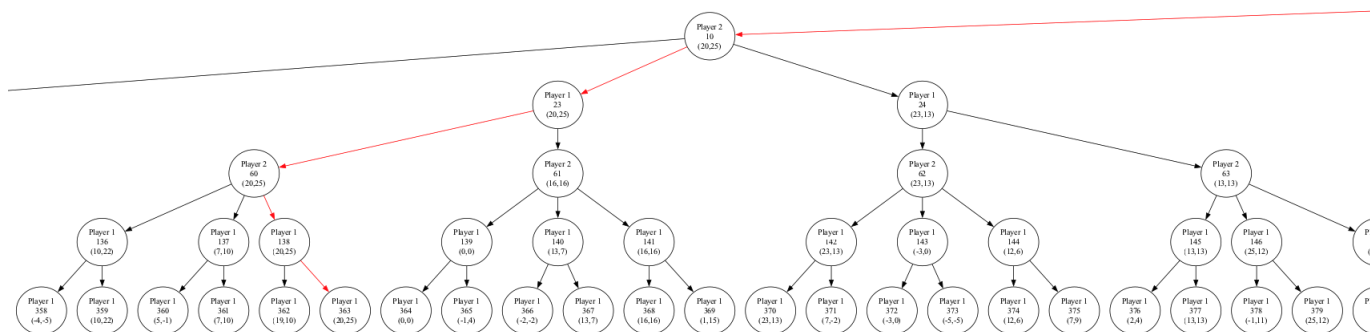 Player 2
10
(20,25)
Player 1
23
(20,25)
Player 1
24
(23,13)
Player 2
60
(20,25)
Player 2
61
(16,16)
Player 2
62
(23,13)
Player 2
63
(13,13)
Player 1
136
(10,22)
Player 1
137
(7,10)
Player 1
138
(20,25)
Player 1
139
(0,0)
Player 1
140
(13,7)
Player 1
141
(16,16)
Player 1
142
(23,13)
Player 1
143
(-3,0)
Player 1
144
(12,6)
Player 1
145
(13,13)
Player 1
146
(25,12)
Player 1
358
(-4,-5)
Player 1
359
(10,22)
Player 1
360
(5,-1)
Player 1
361
(7,10)
Player 1
362
(19,10)
Player 1
363
(20,25)
Player 1
364
(0,0)
Player 1
365
(-1,4)
Player 1
366
(-2,-2)
Player 1
367
(13,7)
Player 1
368
(16,16)
Player 1
369
(1,15)
Player 1
370
(23,13)
Player 1
371
(7,-2)
Player 1
372
(-3,0)
Player 1
373
(-5,-5)
Player 1
374
(12,6)
Player 1
375
(7,9)
Player 1
376
(2,4)
Player 1
377
(13,13)
Player 1
378
(-1,11)
Player 1
379
(25,12)